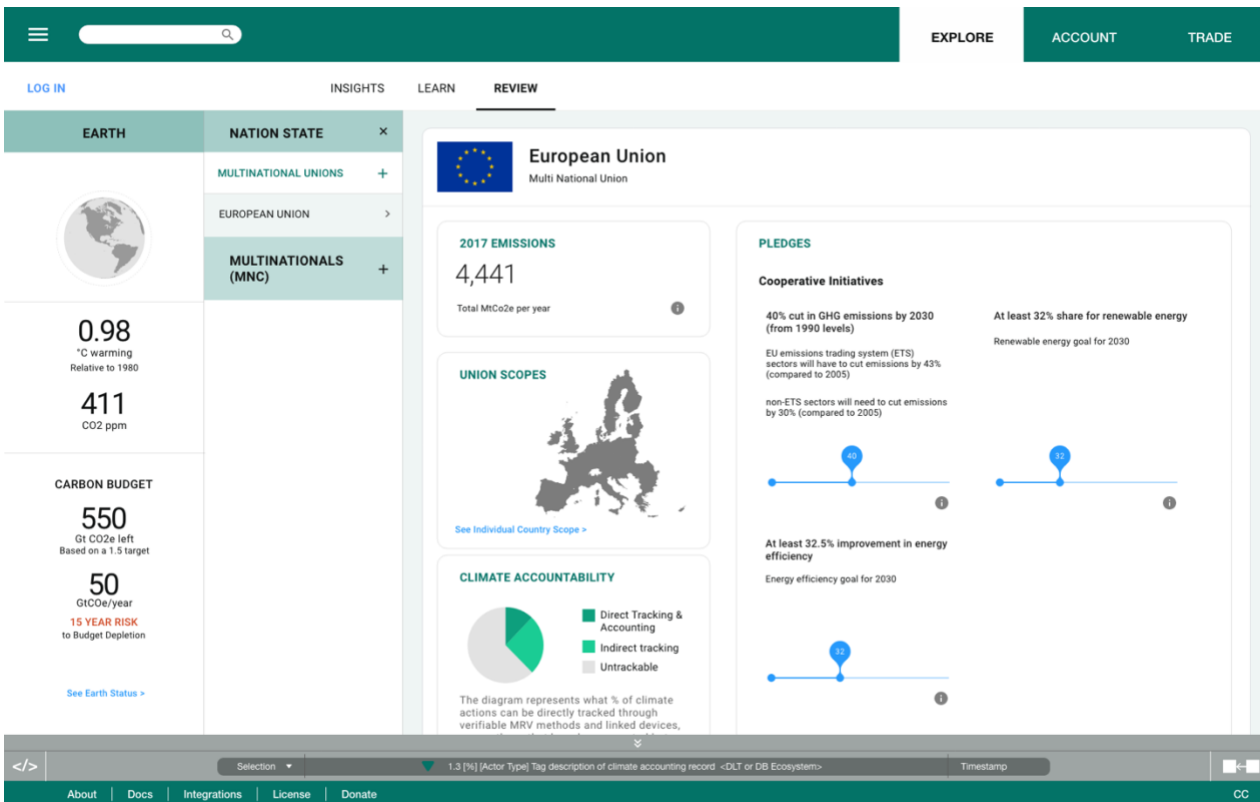 EXPLORE
ACCOUNT
TRADE
LOG IN
INSIGHTS
LEARN
REVIEW
EARTH
0.98
°C warming
Relative to 1980
411
CO2 ppm
CARBON BUDGET
550
Gt CO2e left
Based on a 1.5 target
50
GtCOe/year
15 YEAR RISK
to Budget Depletion
See Earth Status >
NATION STATE ×
MULTINATIONAL UNIONS +
EUROPEAN UNION >
MULTINATIONALS
(MNC) +
European Union
Multi National Union
2017 EMISSIONS
4,441
Total MtCo2e per year
UNION SCOPES
See Individual Country Scope >
CLIMATE ACCOUNTABILITY
Direct Tracking &
Accounting
Indirect tracking
Untrackable
The diagram represents what % of climate
actions can be directly tracked through
verifiable MRV methods and linked devices,
PLEDGES
Cooperative Initiatives
40% cut in GHG emissions by 2030
(from 1990 levels)
EU emissions trading system (ETS)
sectors will have to cut emissions by 43%
(compared to 2005)
non-ETS sectors will need to cut emissions
by 30% (compared to 2005)
40
At least 32% share for renewable energy
Renewable energy goal for 2030
32
At least 32.5% improvement in energy
efficiency
Energy efficiency goal for 2030
32
</>
Selection
1.3 [%] [Actor Type] Tag description of climate accounting record <DLT or DB Ecosystem>
Timestamp
About | Docs | Integrations | License | Donate
CC